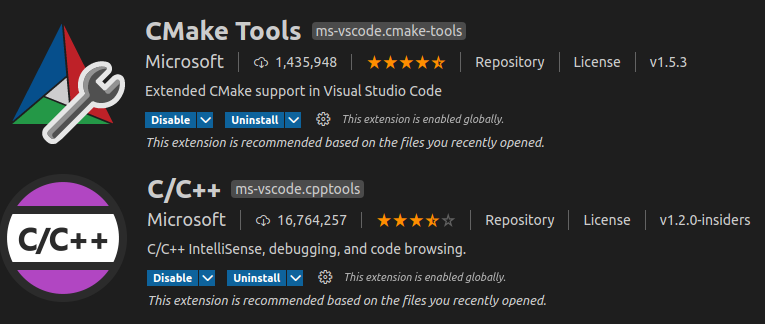 CMake Tools ms-vscode.cmake-tools
Microsoft 1,435,948 Repository License v1.5.3
Extended CMake support in Visual Studio Code
Disable Uninstall This extension is enabled globally.
This extension is recommended based on the files you recently opened.
C/C++
C/C++ ms-vscode.cpptools
Microsoft 16,764,257 Repository License v1.2.0-insiders
C/C++ IntelliSense, debugging, and code browsing.
Disable Uninstall This extension is enabled globally.
This extension is recommended based on the files you recently opened.